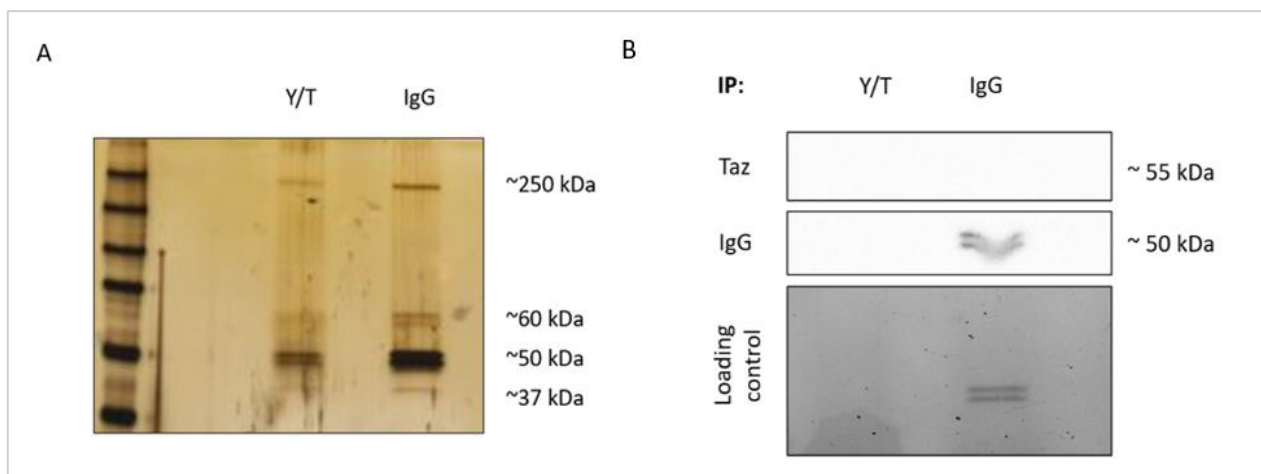 A
Y/T IgG
~250 kDa
~60 kDa
~50 kDa
~37 kDa
B
IP: Y/T IgG
Taz ~ 55 kDa
IgG ~ 50 kDa
Loading
control